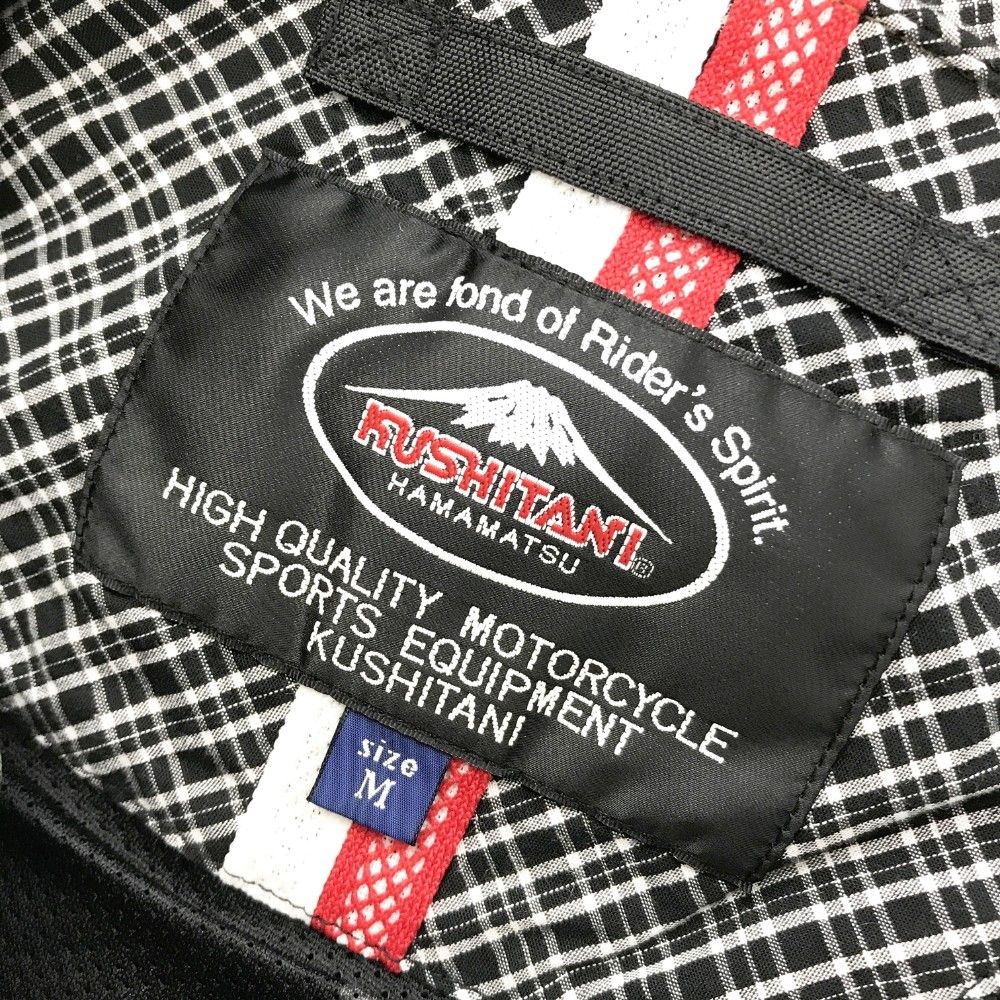 We are fond of Rider's Spirit.
KUSHITANI®
HAMAMATSU
HIGH QUALITY MOTORCYCLE
SPORTS EQUIPMENT
KUSHITANI
size
M